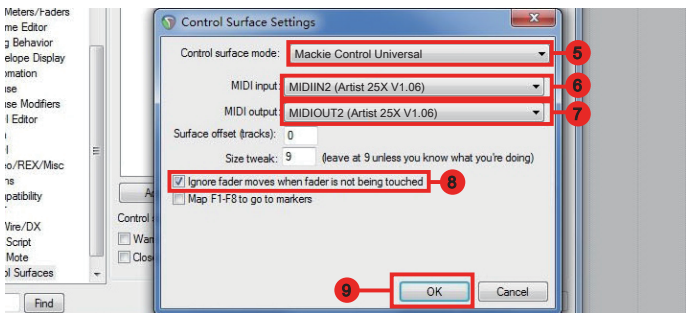 Meters/Faders
me Editor
g Behavior
elope Display
omation
use
use Modifiers
I Editor
eo/REX/Misc
ns
mpatibility
Wire/DX
Script
Mote
ol Surfaces
Find
Control
Wan
Clos
Control Surface Settings
Control surface mode: Mackie Control Universal 5
MIDI input: MIDIIN2 (Artist 25X V1.06) 6
MIDI output: MIDIOUT2 (Artist 25X V1.06) 7
Surface offset (tracks): 0
Size tweak: 9 (leave at 9 unless you know what you're doing)
Ignore fader moves when fader is not being touched 8
Map F1-F8 to go to markers
9 OK Cancel